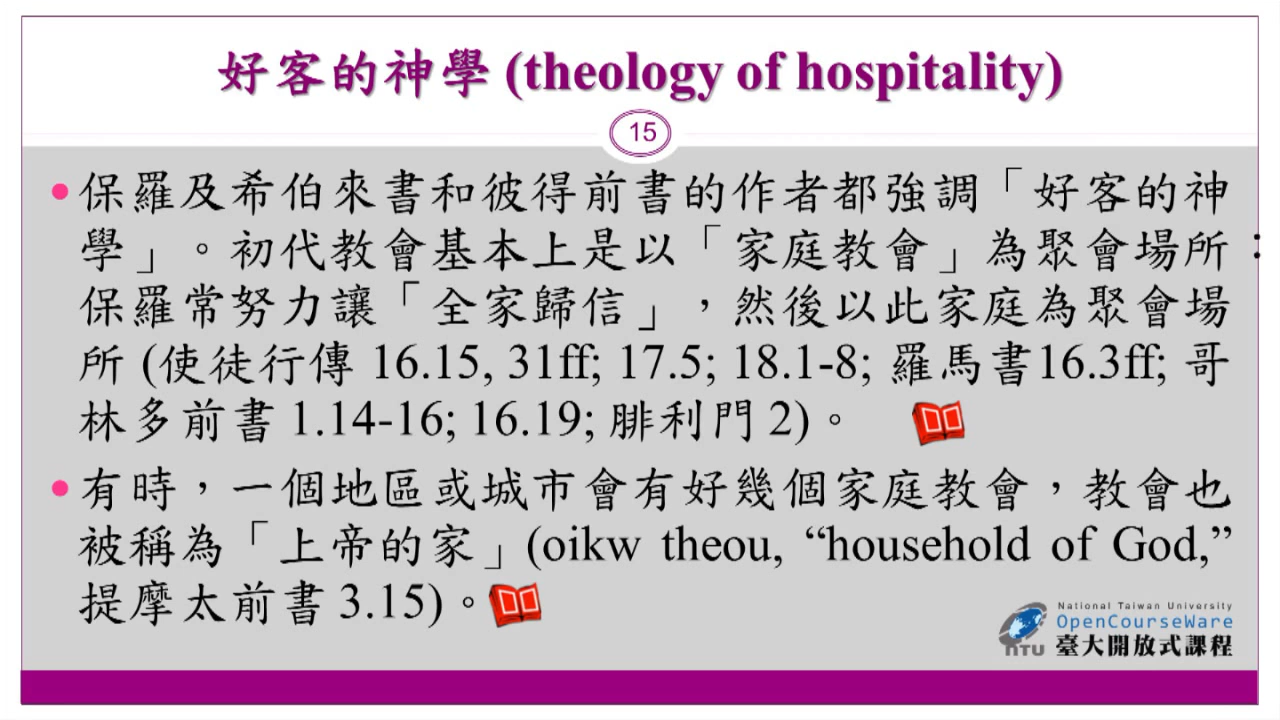 好客的神學 (theology of hospitality)
15
•保羅及希伯來書和彼得前書的作者都強調「好客的神
學」。初代教會基本上是以「家庭教會」為聚會場所：
保羅常努力讓「全家歸信」，然後以此家庭為聚會場
所 (使徒行傳 16.15, 31ff; 17.5; 18.1-8; 羅馬書16.3ff; 哥
林多前書 1.14-16; 16.19; 腓利門 2)。
•有時，一個地區或城市會有好幾個家庭教會，教會也
被稱為「上帝的家」(oikw theou, “household of God,”
提摩太前書 3.15)。
National Taiwan University
OpenCourseWare
NTU 臺大開放式課程